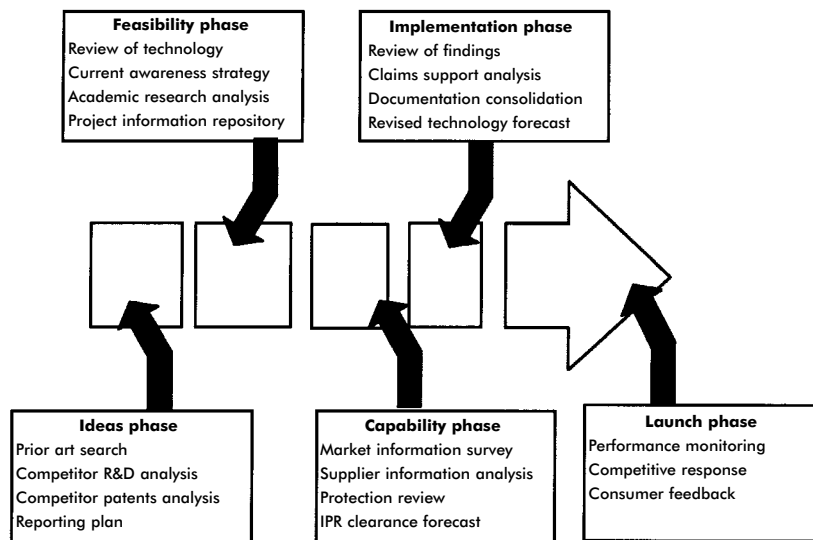 Feasibility phase
Review of technology
Current awareness strategy
Academic research analysis
Project information repository
Implementation phase
Review of findings
Claims support analysis
Documentation consolidation
Revised technology forecast
Ideas phase
Prior art search
Competitor R&D analysis
Competitor patents analysis
Reporting plan
Capability phase
Market information survey
Supplier information analysis
Protection review
IPR clearance forecast
Launch phase
Performance monitoring
Competitive response
Consumer feedback